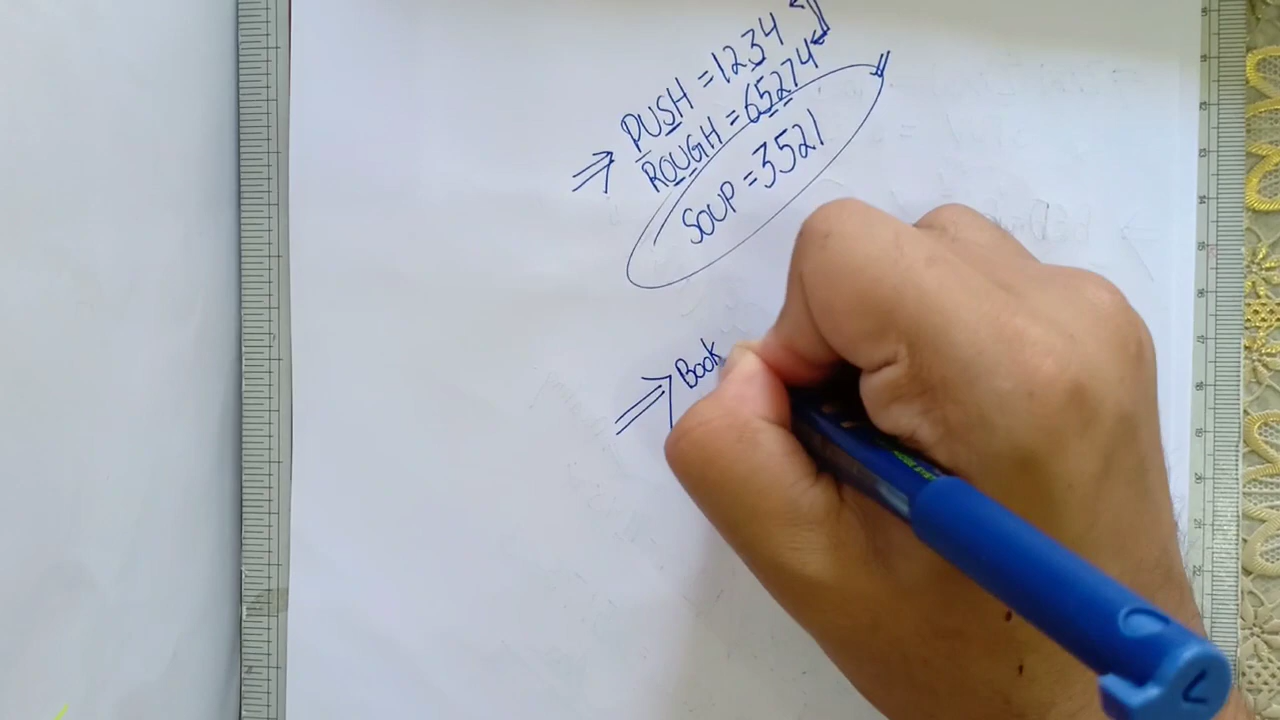 PUSH = 1234
ROUGH = 65274
SOUP = 3521
Book